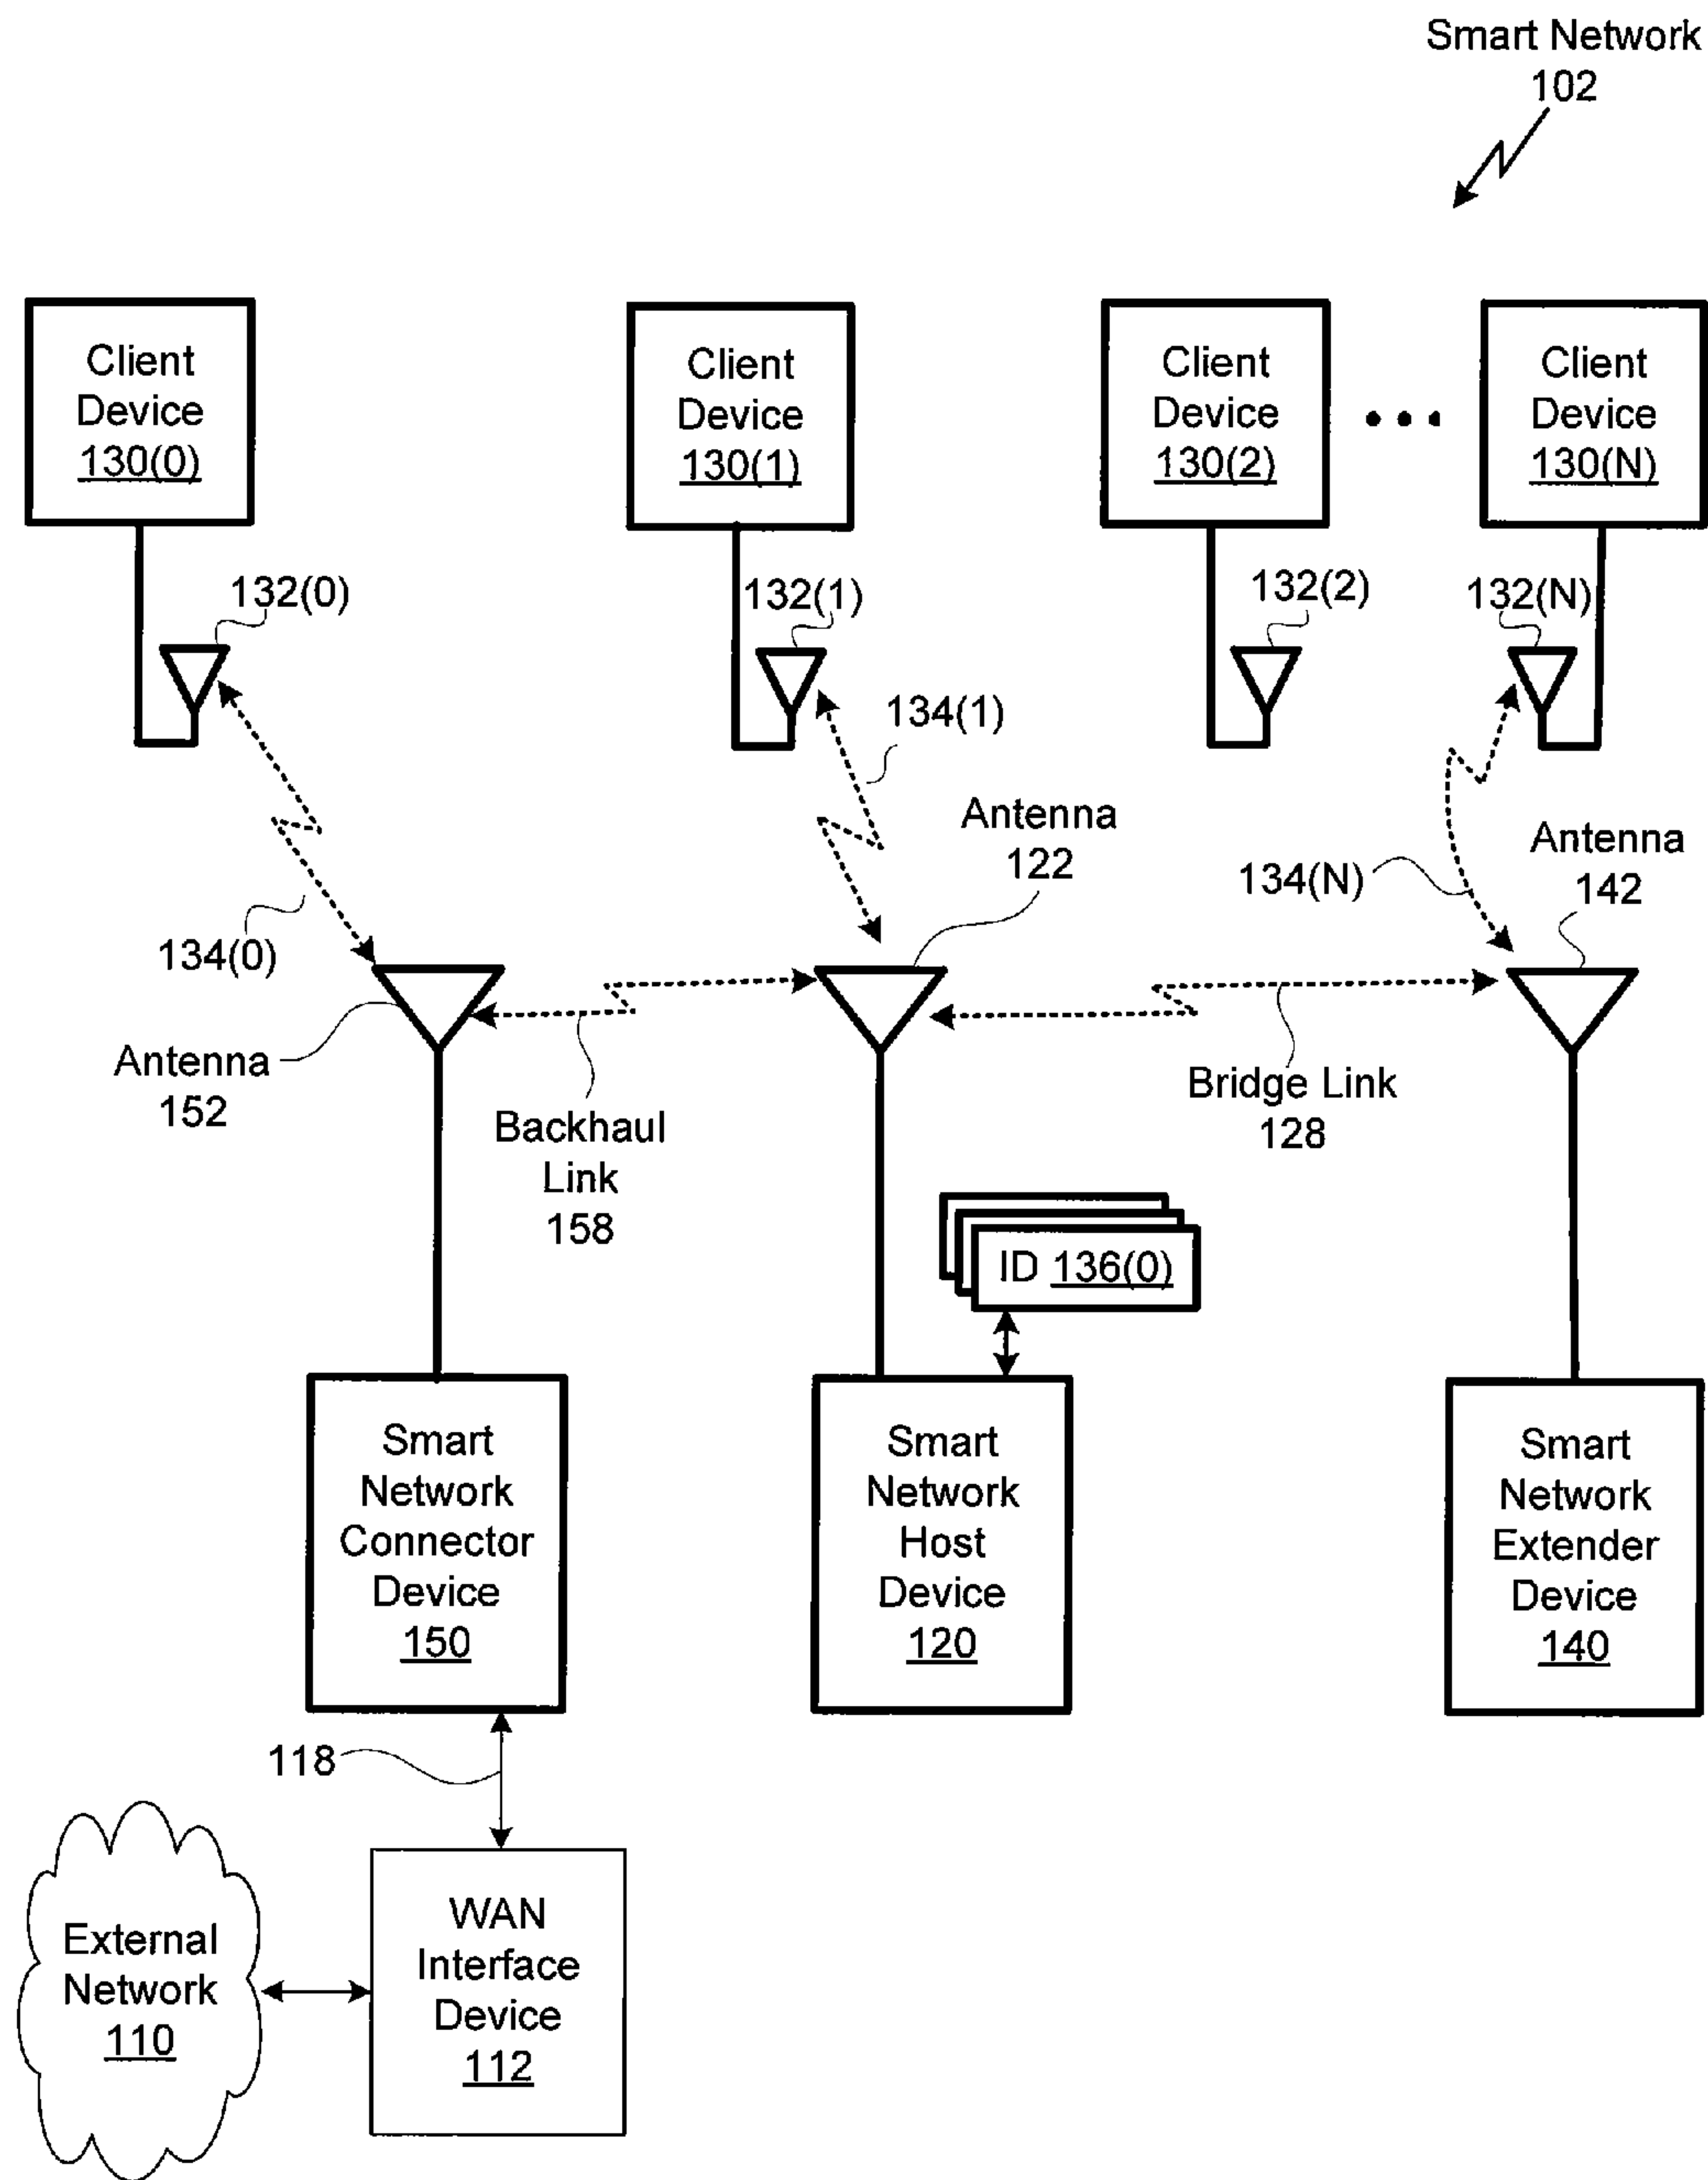 Smart Network
102
Client
Device
130(0)
Client
Device
130(1)
Client
Device
130(2)
Client
Device
130(N)
132(0)
132(1)
132(2)
132(N)
134(1)
Antenna
122
134(N)
Antenna
142
134(0)
Antenna
152
Backhaul
Link
158
Bridge Link
128
ID 136(0)
Smart
Network
Connector
Device
150
Smart
Network
Host
Device
120
Smart
Network
Extender
Device
140
118
External
Network
110
WAN
Interface
Device
112